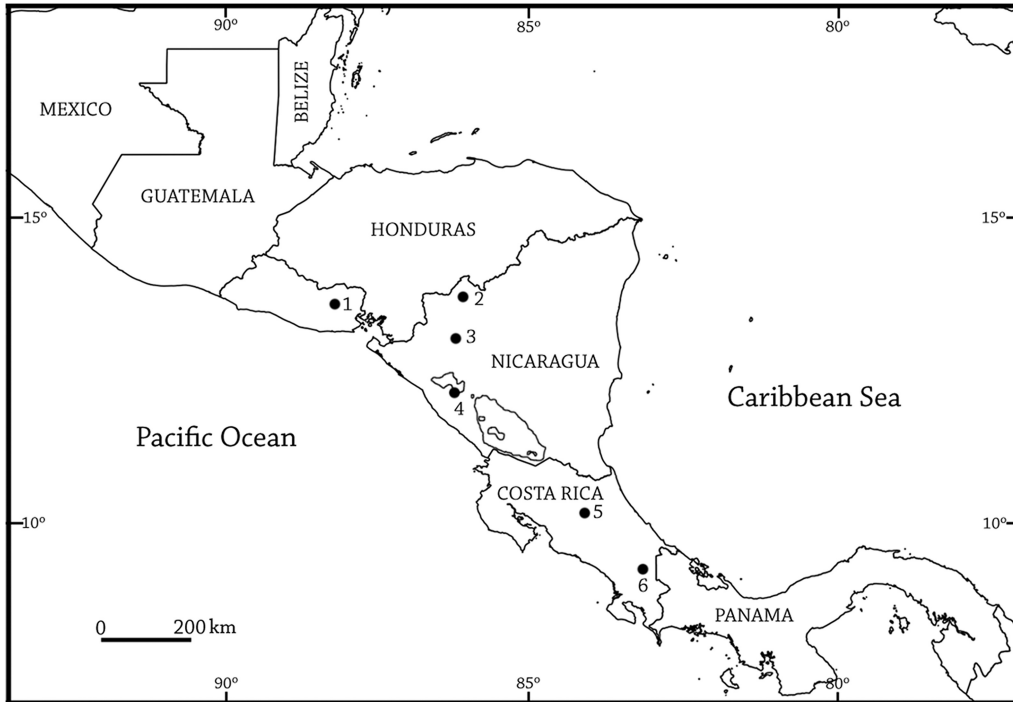 90º
85º
80º
BELIZE
MEXICO
GUATEMALA
15º
15º
HONDURAS
1
2
3
NICARAGUA
4
Caribbean Sea
Pacific Ocean
COSTA RICA
5
10º
10º
6
PANAMA
0 200 km
90º
85º
80º